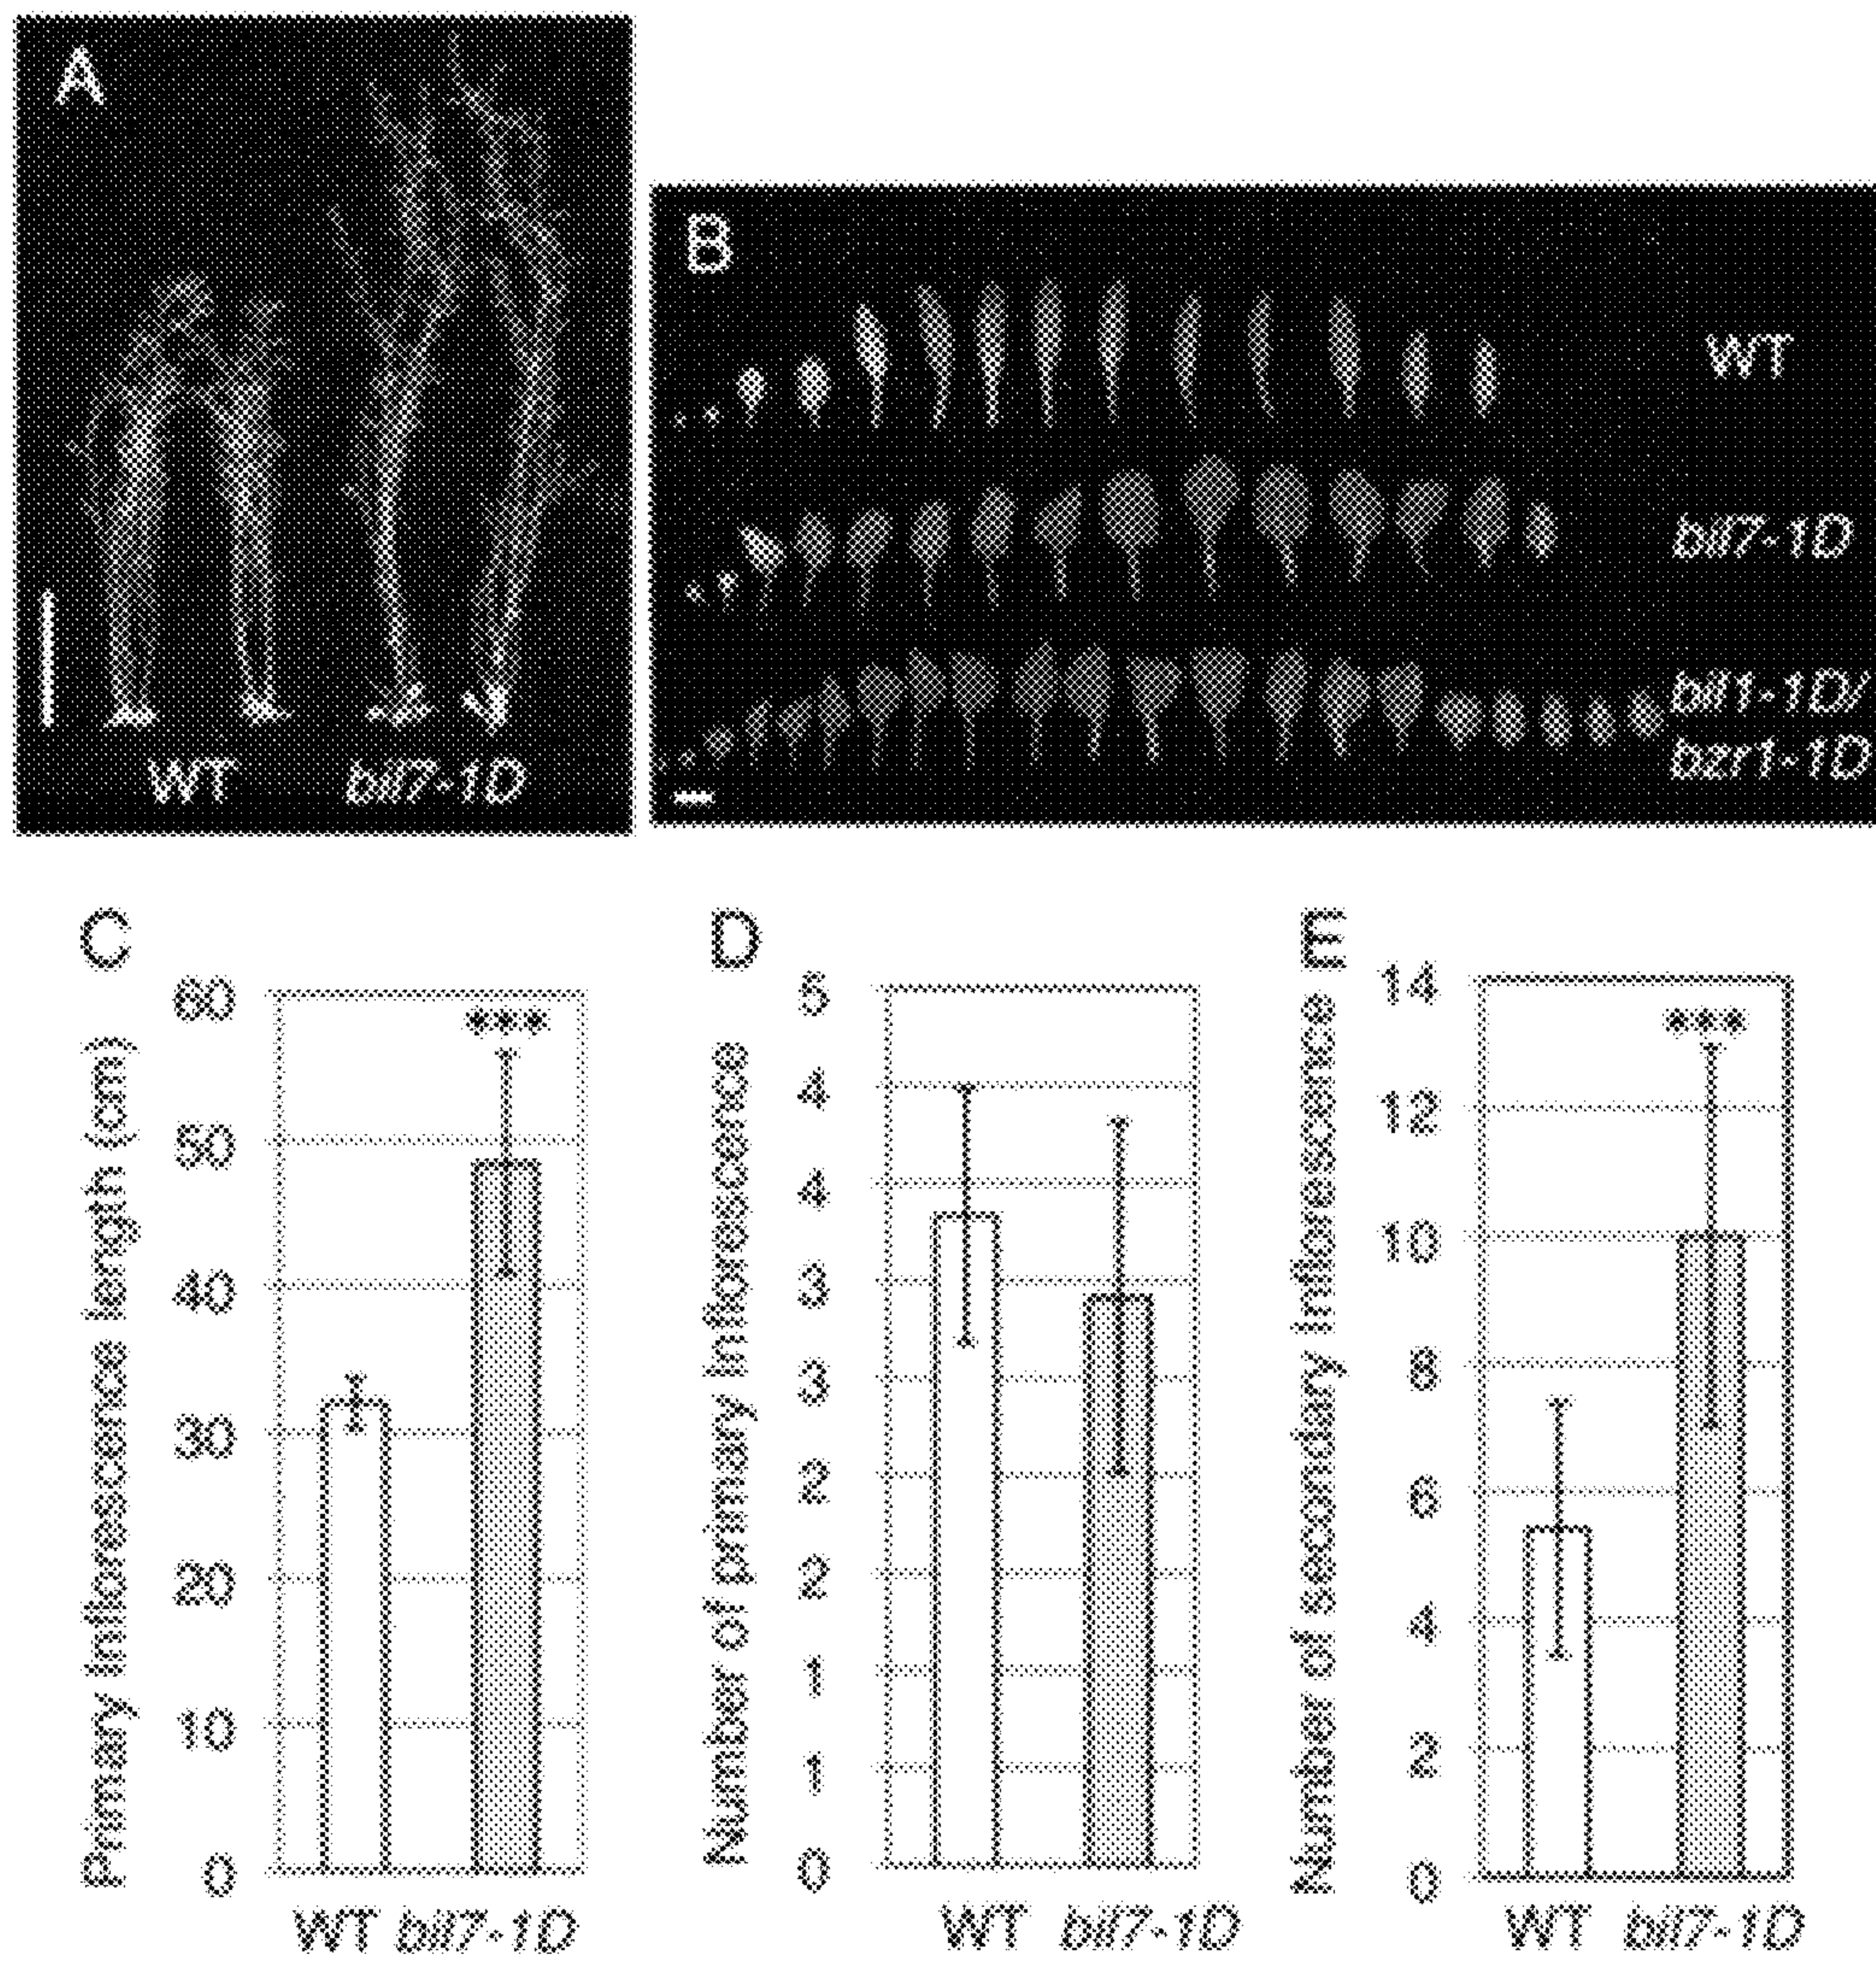 A
WT
bil7-1D
B
WT
bil7-1D
bil1-1D/
bzr1-1D
C
Primary inflorescence length (cm)
60
50
40
30
20
10
0
WT
bil7-1D
D
Number of primary inflorescence
5
4
4
3
3
2
2
1
1
0
WT
bil7-1D
E
Number of secondary inflorescence
14
12
10
8
6
4
2
0
WT
bil7-1D
***
***